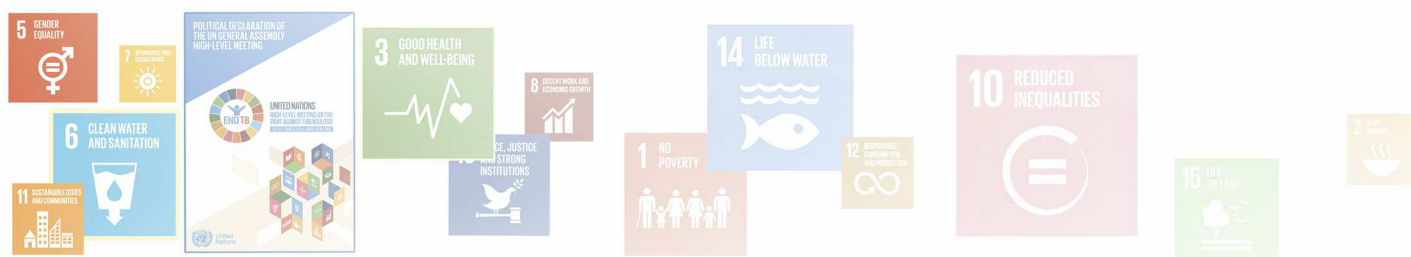 5 GENDER
EQUALITY
7 AFFORDABLE AND
CLEAN ENERGY
6 CLEAN WATER
AND SANITATION
11 SUSTAINABLE CITIES
AND COMMUNITIES
POLITICAL DECLARATION OF
THE UN GENERAL ASSEMBLY
HIGH-LEVEL MEETING
END TB
UNITED NATIONS
HIGH-LEVEL MEETING ON THE
FIGHT AGAINST TUBERCULOSIS
United
Nations
3 GOOD HEALTH
AND WELL-BEING
8 DECENT WORK AND
ECONOMIC GROWTH
CE, JUSTICE
STRONG
INSTITUTIONS
1 NO
POVERTY
14 LIFE
BELOW WATER
12 RESPONSIBLE
CONSUMPTION
AND PRODUCTION
10 REDUCED
INEQUALITIES
15 LIFE
ON LAND
2